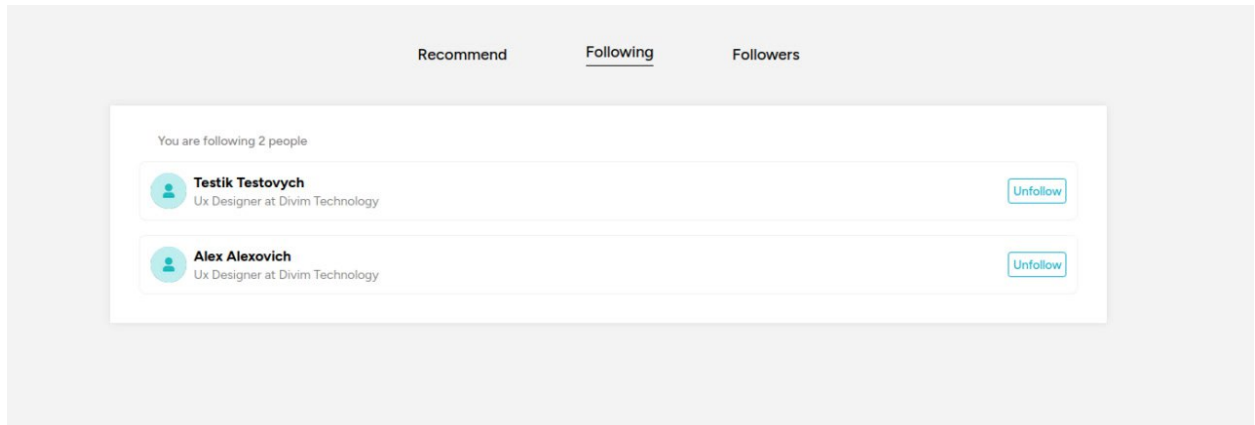 Recommend Following Followers
You are following 2 people
Testik Testovych
Ux Designer at Divim Technology
Unfollow
Alex Alexovich
Ux Designer at Divim Technology
Unfollow